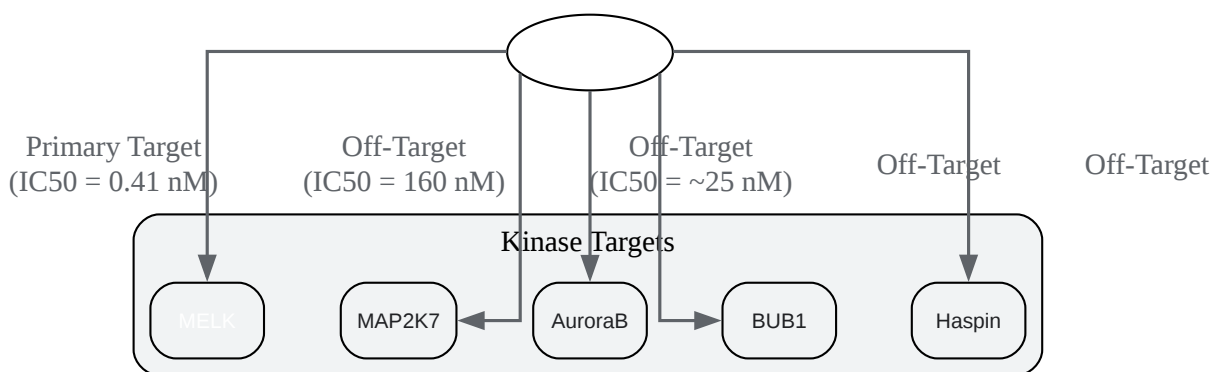 Primary Target
(IC50 = 0.41 nM)
Off-Target
(IC50 = 160 nM)
Off-Target
(IC50 = ~25 nM)
Off-Target
Off-Target
Kinase Targets
MELK
MAP2K7
AuroraB
BUB1
Haspin